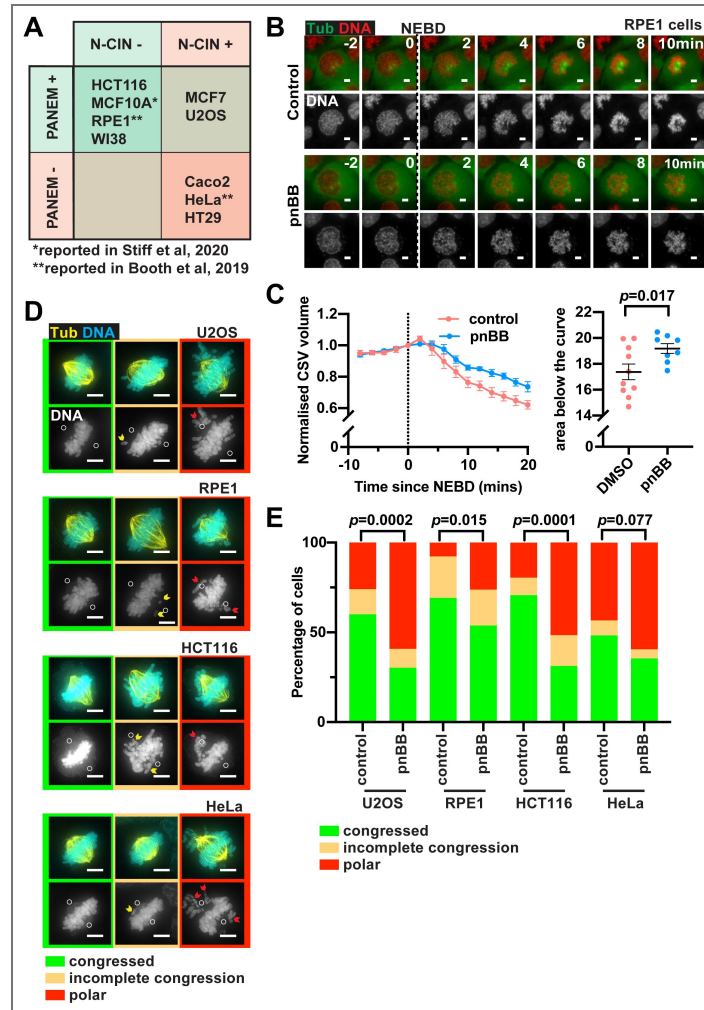 A
N-CIN - N-CIN +
PANEM +
HCT116
MCF10A*
RPE1**
WI38
MCF7
U2OS
PANEM -
Caco2
HeLa**
HT29
*reported in Stiff et al, 2020
**reported in Booth et al, 2019
B
Tub DNA NEBD RPE1 cells
-2 0 2 4 6 8 10min
Control
DNA
-2 0 2 4 6 8 10min
pnBB
C
Normalised CSV volume
1.2
1.0
0.8
0.6
0
-10 0 10 20
Time since NEBD (mins)
control
pnBB
p=0.017
area below the curve
22
20
18
16
14
0
DMSO
pnBB
D
Tub DNA U2OS
DNA
RPE1
HCT116
HeLa
congressed
incomplete congression
polar
E
p=0.0002 p=0.015 p=0.0001 p=0.077
Percentage of cells
100
50
0
control pnBB control pnBB control pnBB control pnBB
U2OS RPE1 HCT116 HeLa
congressed
incomplete congression
polar